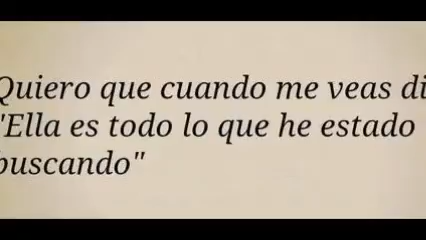 Quiero que cuando me veas di
"Ella es todo lo que he estado
buscando"